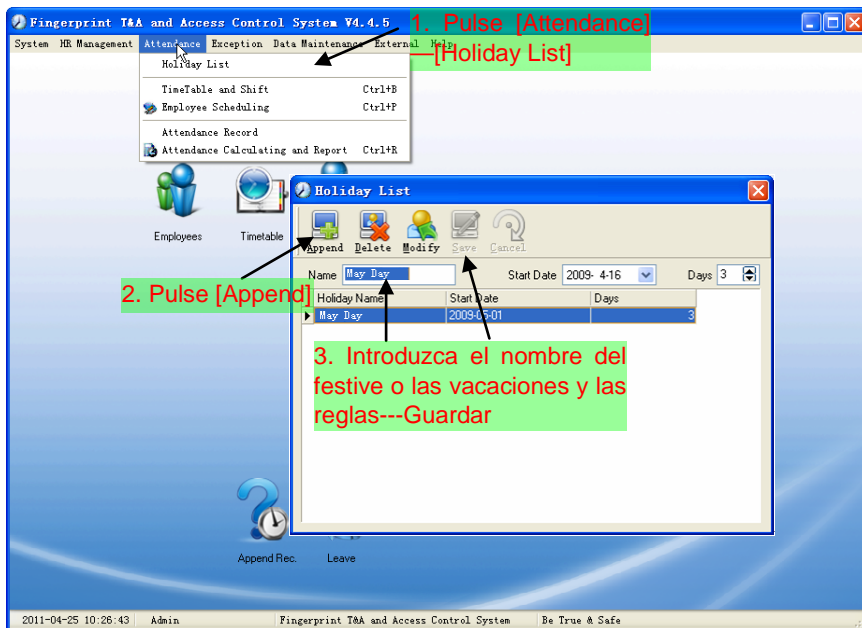 Fingerprint T&A and Access Control System V4.4.5
1. Pulse [Attendance]
—[Holiday List]
System HR Management Attendance Exception Data Maintenance External Help
Holiday List
TimeTable and Shift Ctrl+B
Employee Scheduling Ctrl+P
Attendance Record
Attendance Calculating and Report Ctrl+R
Employees Timetable
Holiday List
Append Delete Modify Save Cancel
Name May Day Start Date 2009- 4-16 Days 3
2. Pulse [Append]
Holiday Name Start Date Days
May Day 2009-05-01 3
3. Introduzca el nombre del
festive o las vacaciones y las
reglas---Guardar
Append Rec. Leave
2011-04-25 10:26:43 Admin Fingerprint T&A and Access Control System Be True & Safe